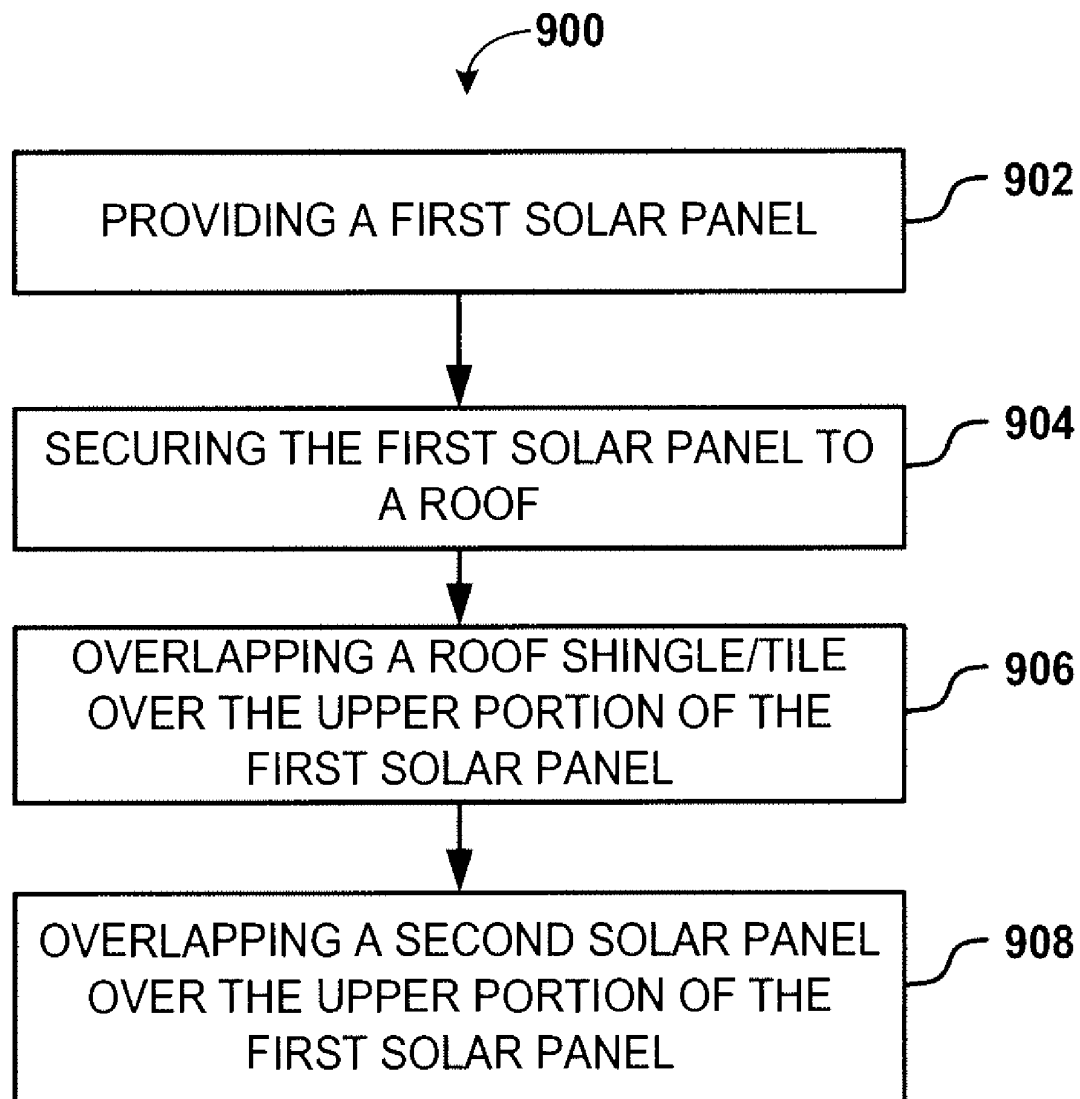 900
PROVIDING A FIRST SOLAR PANEL
902
SECURING THE FIRST SOLAR PANEL TO
A ROOF
904
OVERLAPPING A ROOF SHINGLE/TILE
OVER THE UPPER PORTION OF THE
FIRST SOLAR PANEL
906
OVERLAPPING A SECOND SOLAR PANEL
OVER THE UPPER PORTION OF THE
FIRST SOLAR PANEL
908